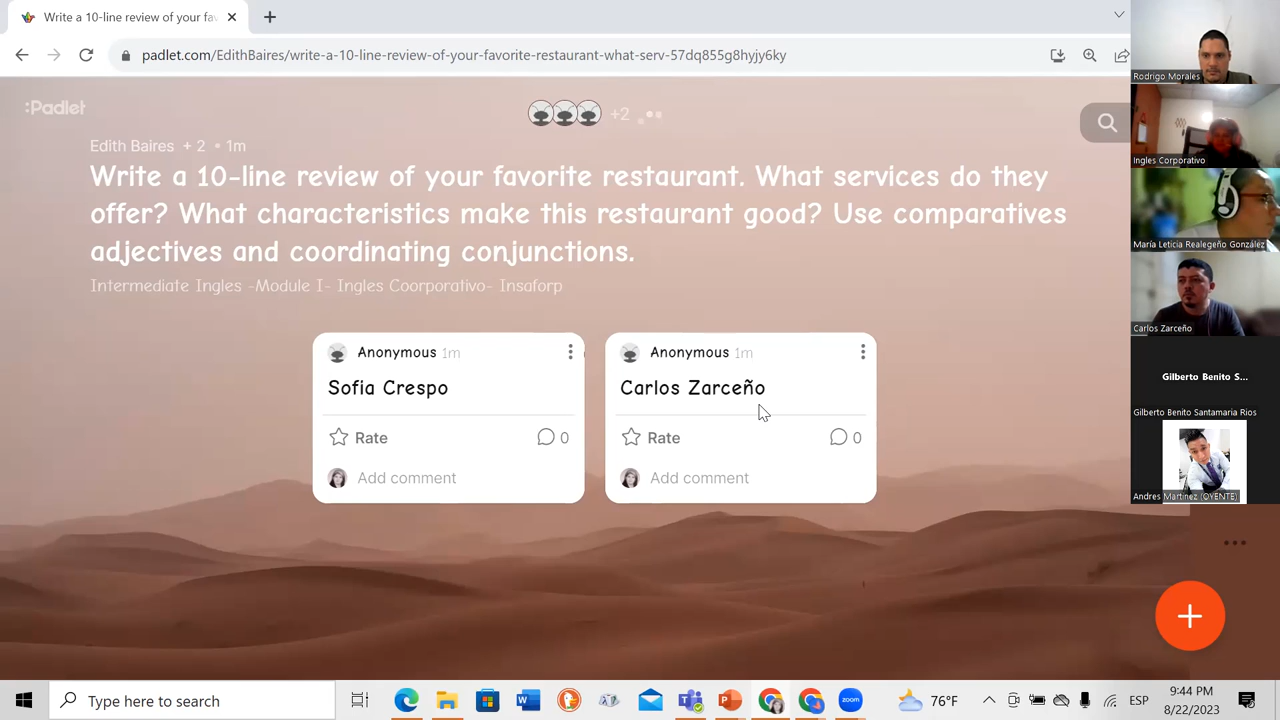 Write a 10-line review of your fav
padlet.com/EdithBaires/write-a-10-line-review-of-your-favorite-restaurant-what-serv-57dq855g8hyjy6ky
:Padlet
+2
Edith Baires + 2 • 1m
Write a 10-line review of your favorite restaurant. What services do they
offer? What characteristics make this restaurant good? Use comparatives
adjectives and coordinating conjunctions.
Intermediate Ingles -Module I- Ingles Coorporativo- Insaforp
Anonymous 1m
Sofia Crespo
Rate 0
Add comment
Anonymous 1m
Carlos Zarceño
Rate 0
Add comment
Rodrigo Morales
Ingles Corporativo
María Leticia Realegeño González
Carlos Zarceño
Gilberto Benito S...
Gilberto Benito Santamaria Rios
Andres Martinez (OYENTE)
Type here to search
zoom
76°F
ESP
9:44 PM
8/22/2023